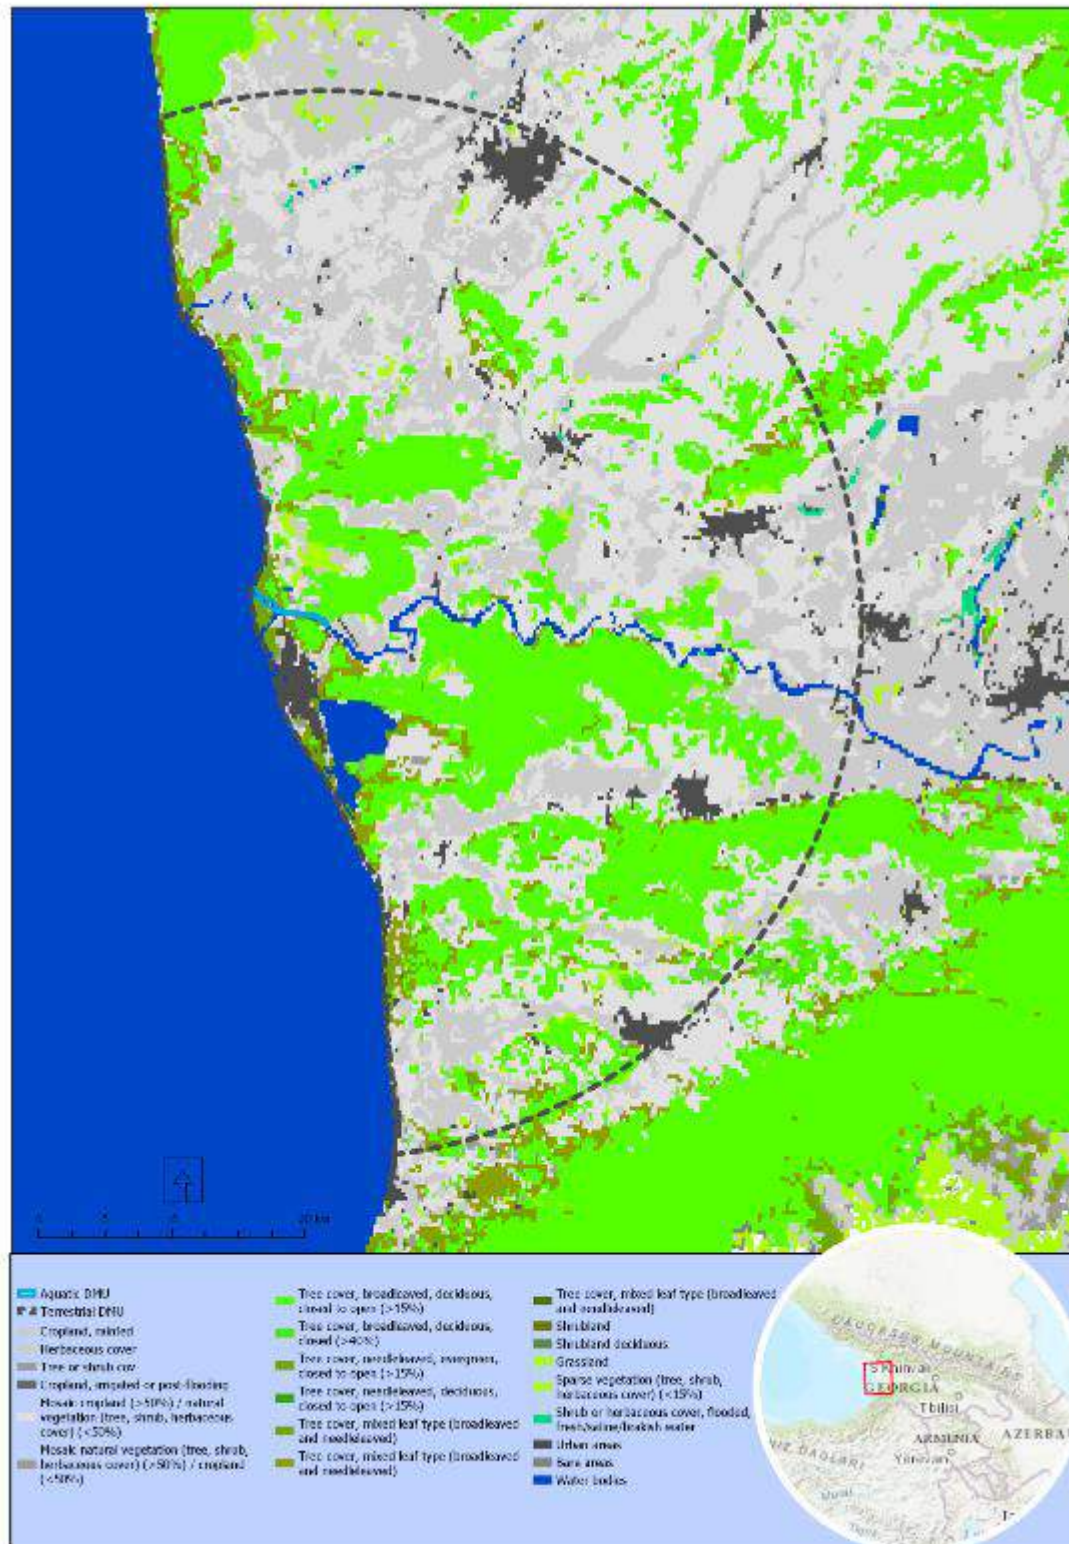 20 km
Aquatic DMU
Terrestrial DMU
Cropland, rainfed
Herbaceous cover
Tree or shrub cov
Cropland, irrigated or post-flooding
Mosaic cropland (>50%) / natural
vegetation (tree, shrub, herbaceous
cover) (<50%)
Mosaic natural vegetation (tree, shrub,
herbaceous cover) (>50%) / cropland
(<50%)
Tree cover, broadleaved, deciduous,
closed to open (>15%)
Tree cover, broadleaved, deciduous,
closed (>40%)
Tree cover, needleleaved, evergreen,
closed to open (>15%)
Tree cover, needleleaved, deciduous,
closed to open (>15%)
Tree cover, mixed leaf type (broadleaved
and needleleaved)
Tree cover, mixed leaf type (broadleaved
and needleleaved)
Tree cover, mixed leaf type (broadleaved
and needleleaved)
Shrubland
Shrubland deciduous
Grassland
Sparse vegetation (tree, shrub,
herbaceous cover) (<15%)
Shrub or herbaceous cover, flooded,
fresh/saline/brakish water
Urban areas
Bare areas
Water bodies
CAUCASUS MOUNTAINS
GEORGIA
Tbilisi
ARMENIA
AZERBA
Yerevan